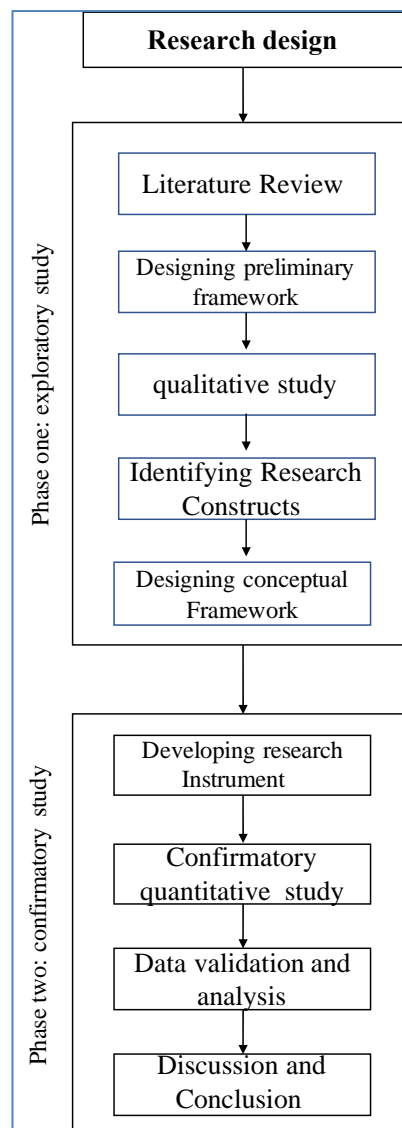 Research design
Phase one: exploratory study
Literature Review
Designing preliminary
framework
qualitative study
Identifying Research
Constructs
Designing conceptual
Framework
Phase two: confirmatory study
Developing research
Instrument
Confirmatory
quantitative study
Data validation and
analysis
Discussion and
Conclusion